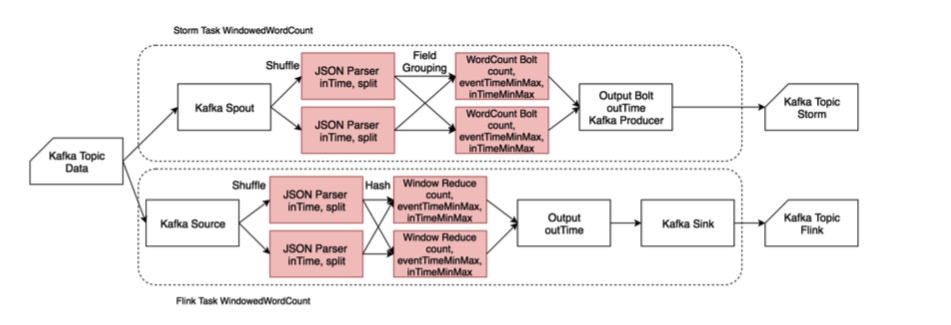 Storm Task WindowedWordCount
Shuffle
JSON Parser
inTime, split
JSON Parser
inTime, split
Field
Grouping
WordCount Bolt
count,
eventTimeMinMax,
inTimeMinMax
WordCount Bolt
count,
eventTimeMinMax,
inTimeMinMax
Kafka Spout
Output Bolt
outTime
Kafka Producer
Kafka Topic
Storm
Kafka Topic
Data
Shuffle
JSON Parser
inTime, split
JSON Parser
inTime, split
Hash
Window Reduce
count,
eventTimeMinMax,
inTimeMinMax
Window Reduce
count,
eventTimeMinMax,
inTimeMinMax
Kafka Source
Output
outTime
Kafka Sink
Kafka Topic
Flink
Flink Task WindowedWordCount